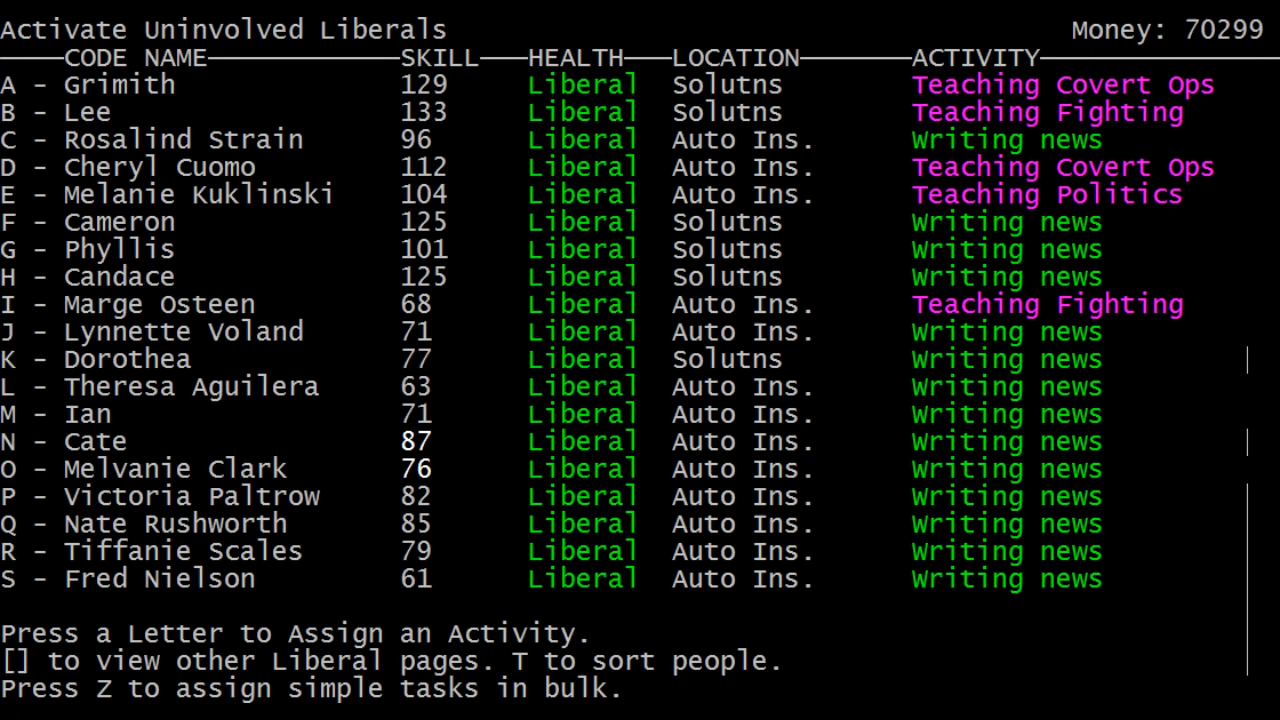 Activate Uninvolved Liberals Money: 70299
————CODE NAME————————————SKILL———HEALTH———LOCATION———————ACTIVITY———————————————
A - Grimith 129 Liberal Solutns Teaching Covert Ops
B - Lee 133 Liberal Solutns Teaching Fighting
C - Rosalind Strain 96 Liberal Auto Ins. Writing news
D - Cheryl Cuomo 112 Liberal Auto Ins. Teaching Covert Ops
E - Melanie Kuklinski 104 Liberal Auto Ins. Teaching Politics
F - Cameron 125 Liberal Solutns Writing news
G - Phyllis 101 Liberal Solutns Writing news
H - Candace 125 Liberal Solutns Writing news
I - Marge Osteen 68 Liberal Auto Ins. Teaching Fighting
J - Lynnette Voland 71 Liberal Auto Ins. Writing news
K - Dorothea 77 Liberal Solutns Writing news
L - Theresa Aguilera 63 Liberal Auto Ins. Writing news
M - Ian 71 Liberal Auto Ins. Writing news
N - Cate 87 Liberal Auto Ins. Writing news
O - Melvanie Clark 76 Liberal Auto Ins. Writing news
P - Victoria Paltrow 82 Liberal Auto Ins. Writing news
Q - Nate Rushworth 85 Liberal Auto Ins. Writing news
R - Tiffanie Scales 79 Liberal Auto Ins. Writing news
S - Fred Nielson 61 Liberal Auto Ins. Writing news
Press a Letter to Assign an Activity.
[] to view other Liberal pages. T to sort people.
Press Z to assign simple tasks in bulk.